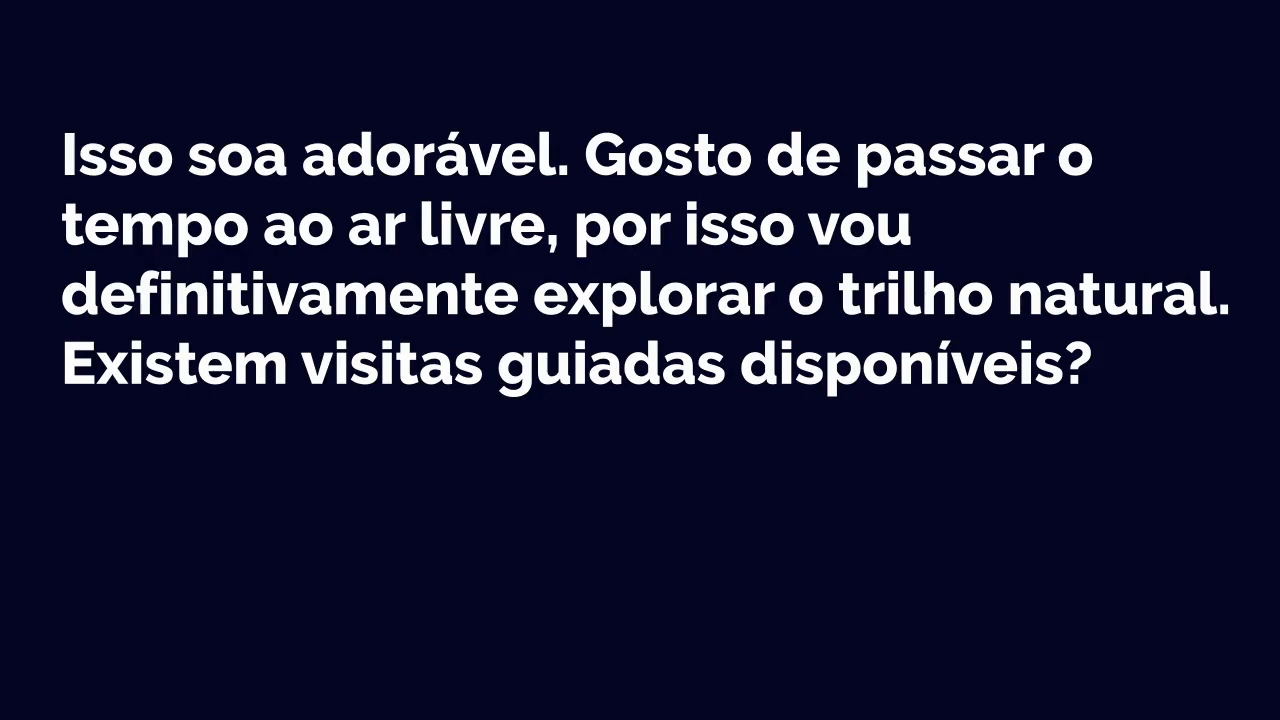 Isso soa adorável. Gosto de passar o
tempo ao ar livre, por isso vou
definitivamente explorar o trilho natural.
Existem visitas guiadas disponíveis?